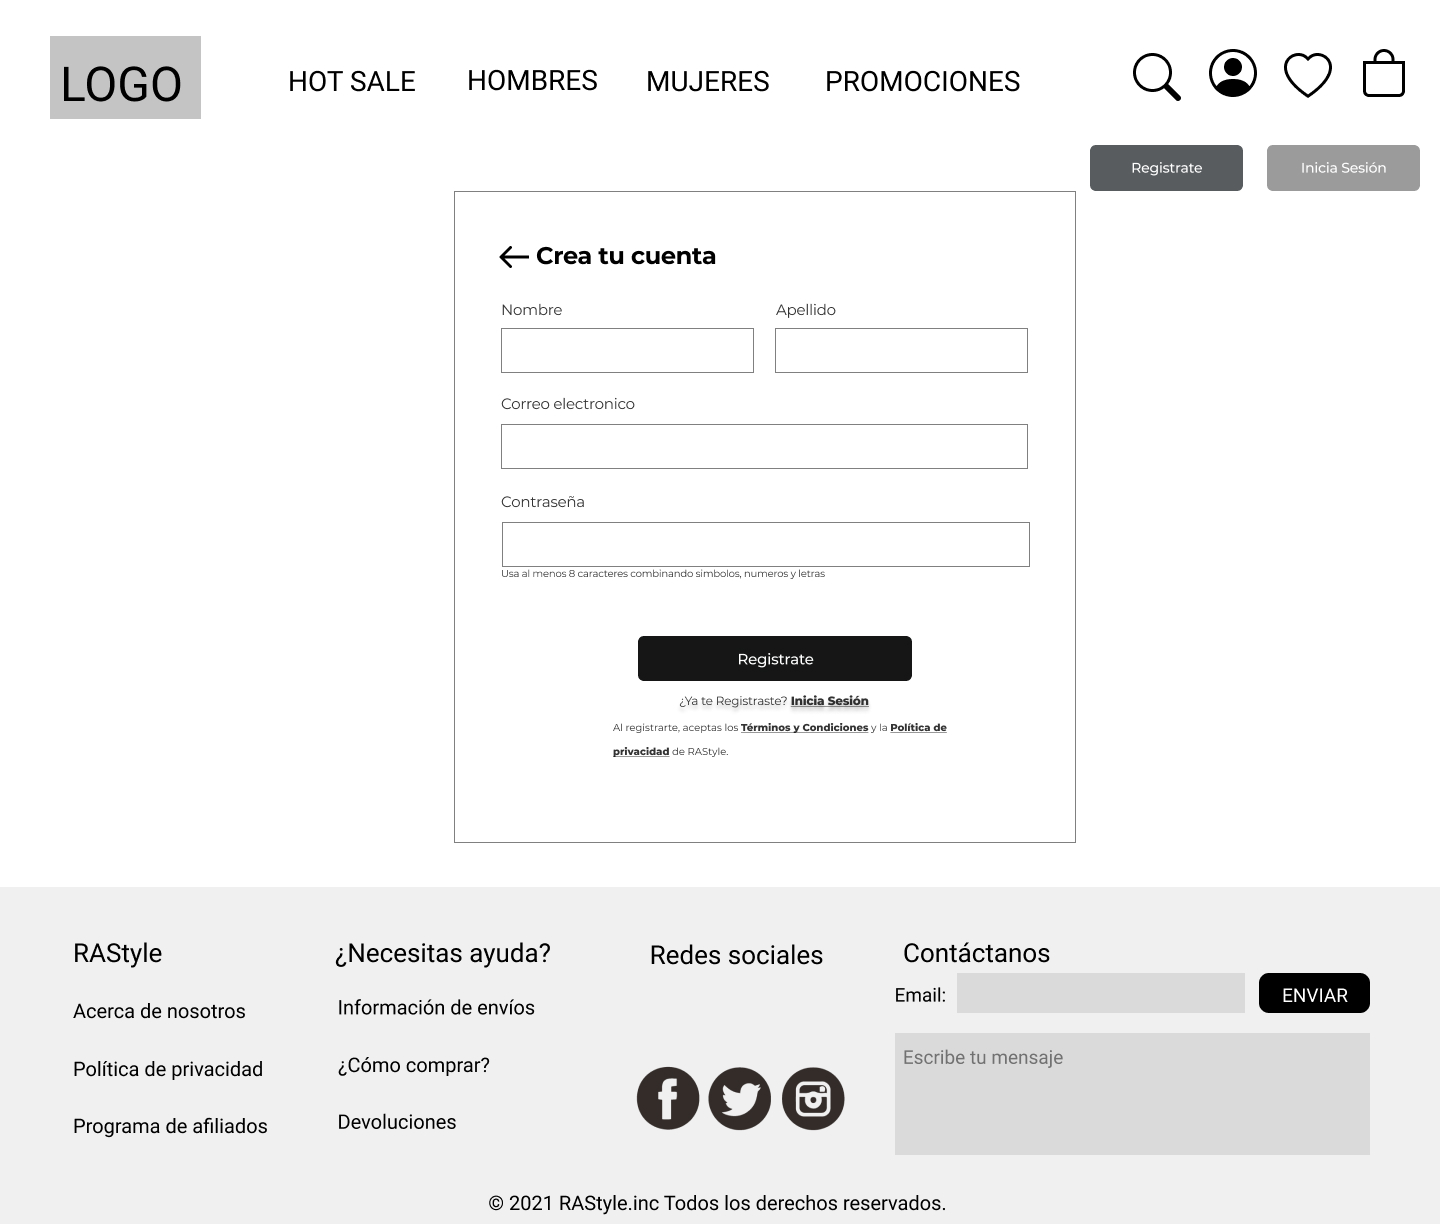 LOGO
HOT SALE
HOMBRES
MUJERES
PROMOCIONES
Registrate
Inicia Sesión
Crea tu cuenta
Nombre
Apellido
Correo electronico
Contraseña
Usa al menos 8 caracteres combinando símbolos, numeros y letras
Registrate
¿Ya te Registraste? Inicia Sesión
Al registrarte, aceptas los Términos y Condiciones y la Política de
privacidad de RAStyle.
RAStyle
Acerca de nosotros
Política de privacidad
Programa de afiliados
¿Necesitas ayuda?
Información de envíos
¿Cómo comprar?
Devoluciones
Redes sociales
Contáctanos
Email:
ENVIAR
Escribe tu mensaje
© 2021 RAStyle.inc Todos los derechos reservados.